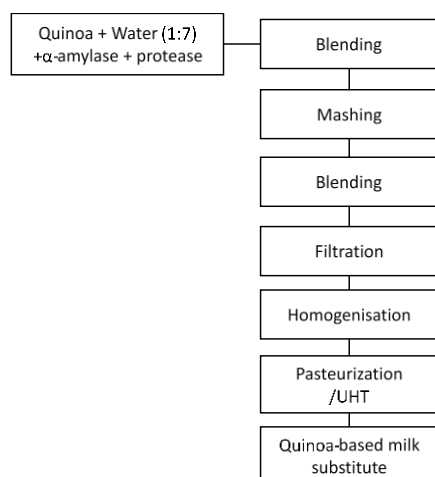 Quinoa + Water (1:7)
+α-amylase + protease
Blending
Mashing
Blending
Filtration
Homogenisation
Pasteurization
/UHT
Quinoa-based milk
substitute